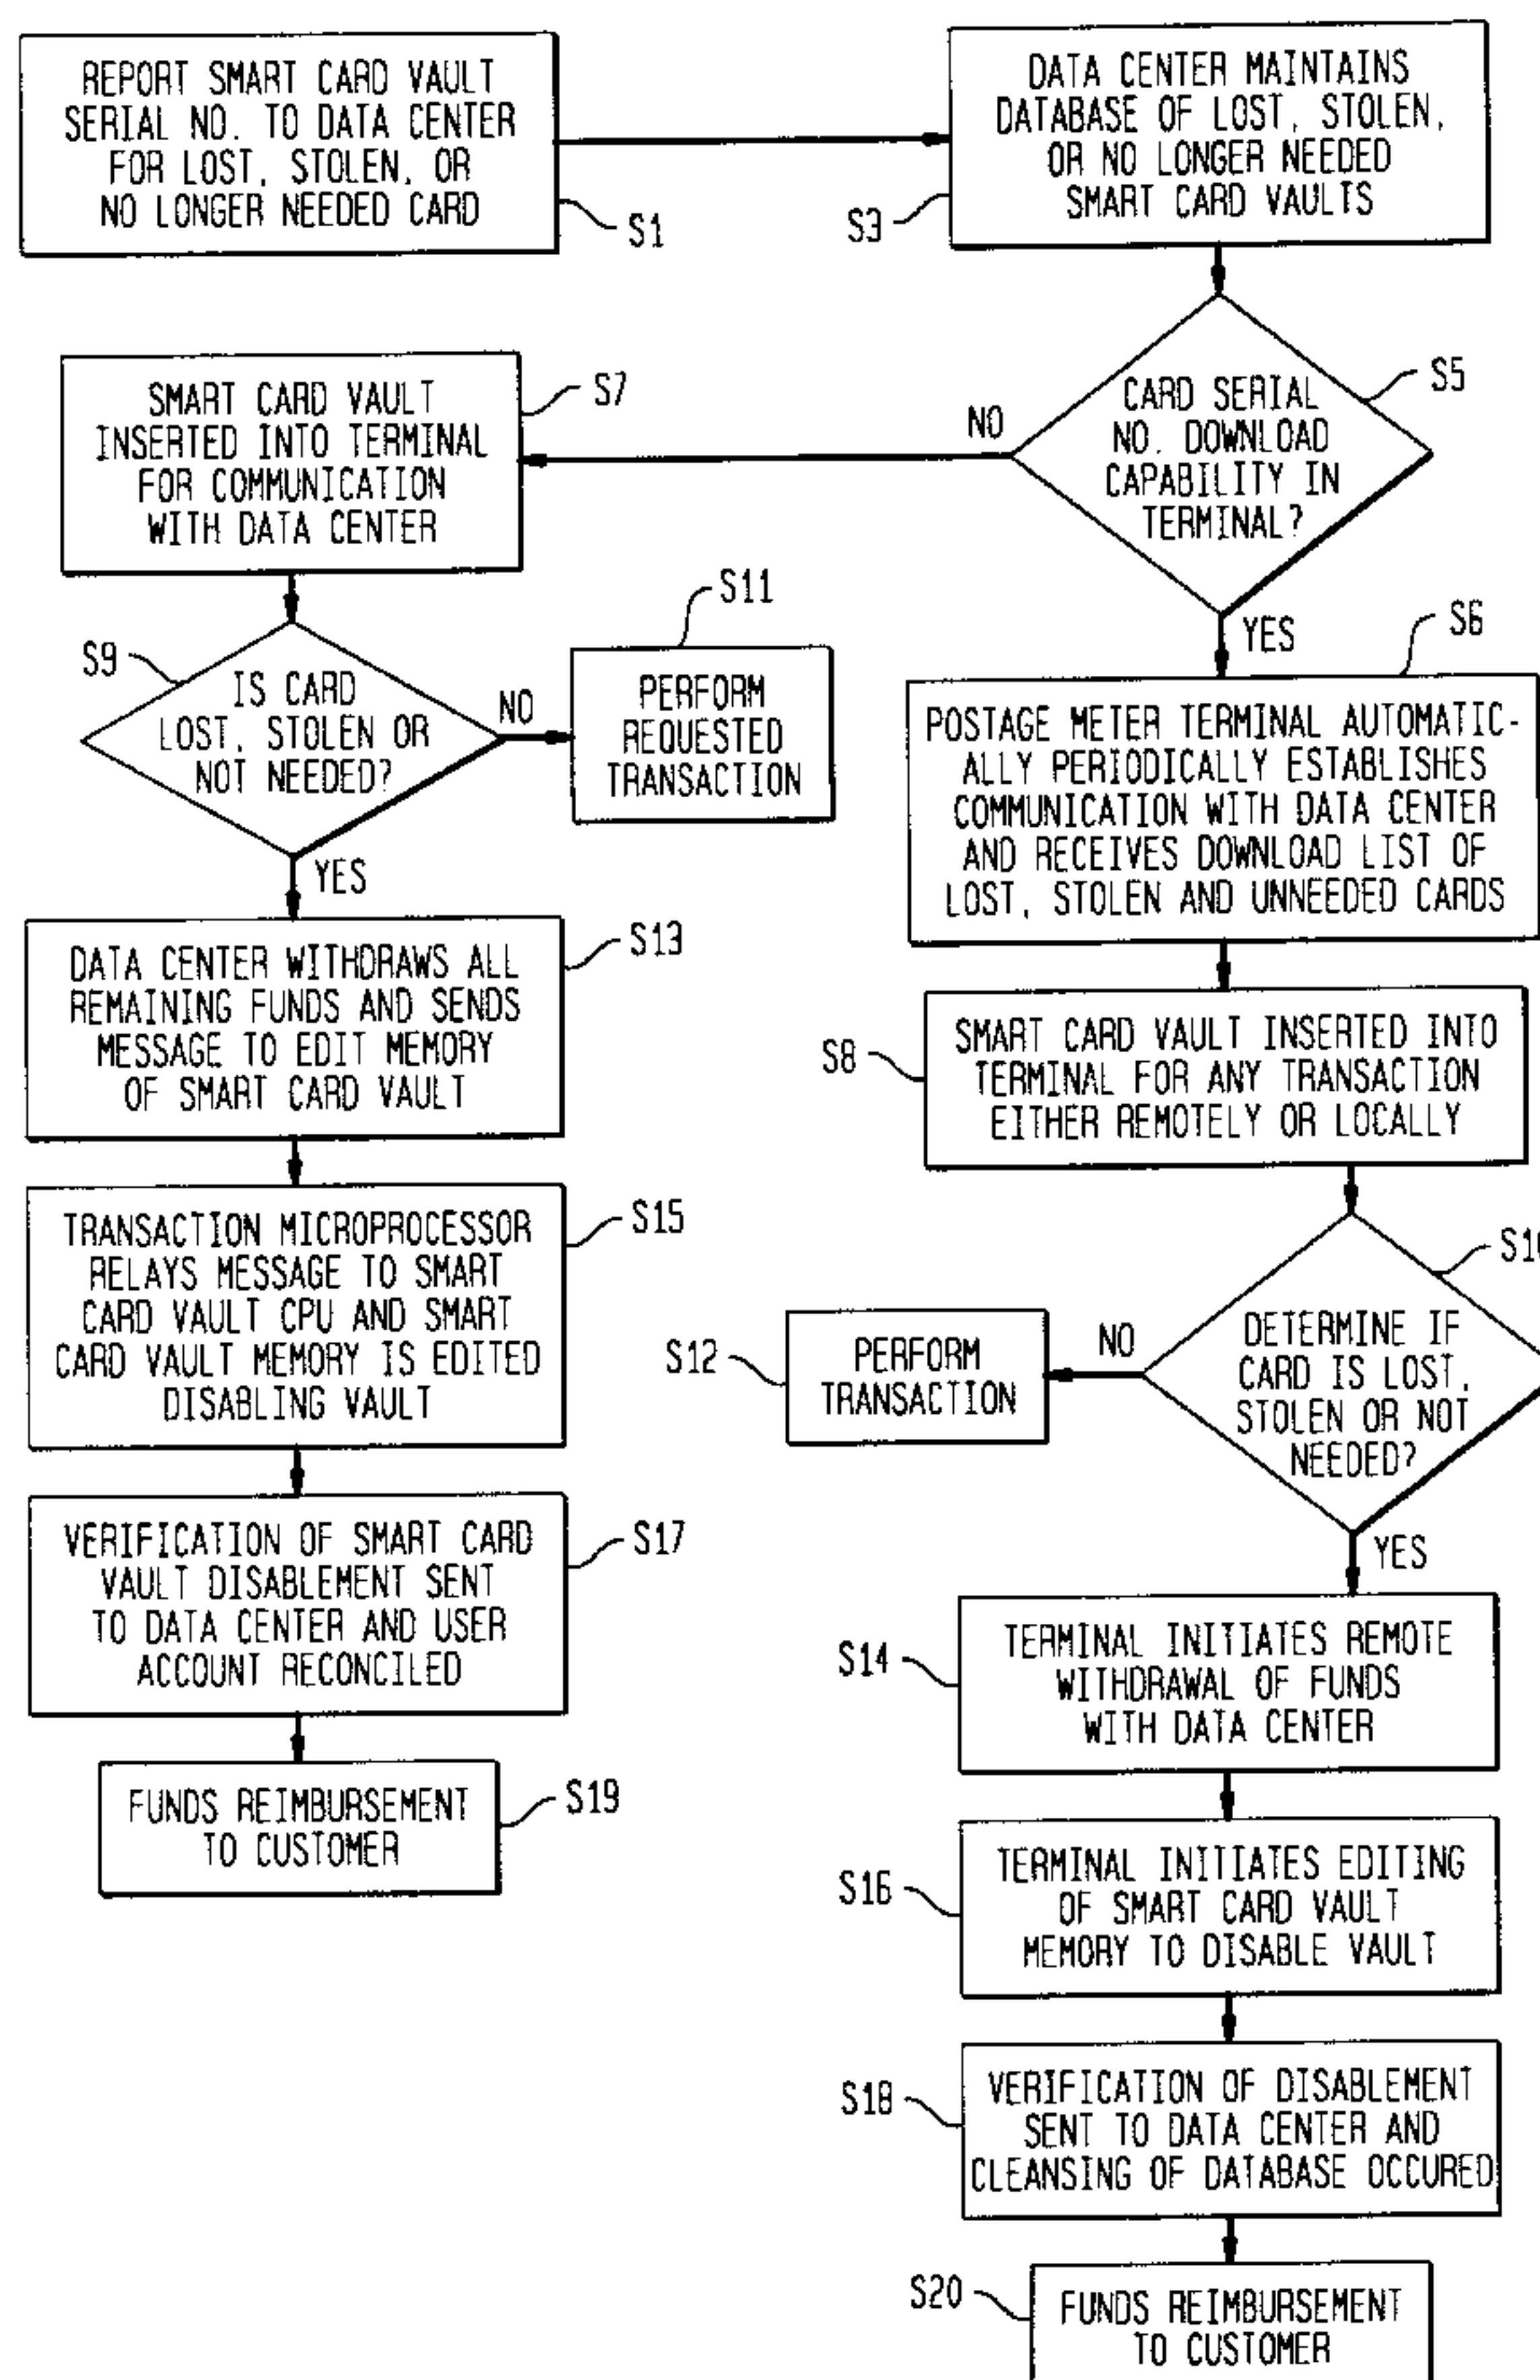 REPORT SMART CARD VAULT
SERIAL NO. TO DATA CENTER
FOR LOST, STOLEN, OR
NO LONGER NEEDED CARD
S1
DATA CENTER MAINTAINS
DATABASE OF LOST, STOLEN,
OR NO LONGER NEEDED
SMART CARD VAULTS
S3
CARD SERIAL
NO. DOWNLOAD
CAPABILITY IN
TERMINAL?
S5
NO
YES
SMART CARD VAULT
INSERTED INTO TERMINAL
FOR COMMUNICATION
WITH DATA CENTER
S7
IS CARD
LOST, STOLEN OR
NOT NEEDED?
S9
NO
YES
PERFORM
REQUESTED
TRANSACTION
S11
DATA CENTER WITHDRAWS ALL
REMAINING FUNDS AND SENDS
MESSAGE TO EDIT MEMORY
OF SMART CARD VAULT
S13
TRANSACTION MICROPROCESSOR
RELAYS MESSAGE TO SMART
CARD VAULT CPU AND SMART
CARD VAULT MEMORY IS EDITED
DISABLING VAULT
S15
VERIFICATION OF SMART CARD
VAULT DISABLEMENT SENT
TO DATA CENTER AND USER
ACCOUNT RECONCILED
S17
FUNDS REIMBURSEMENT
TO CUSTOMER
S19
POSTAGE METER TERMINAL AUTOMATIC-
ALLY PERIODICALLY ESTABLISHES
COMMUNICATION WITH DATA CENTER
AND RECEIVES DOWNLOAD LIST OF
LOST, STOLEN AND UNNEEDED CARDS
S6
SMART CARD VAULT INSERTED INTO
TERMINAL FOR ANY TRANSACTION
EITHER REMOTELY OR LOCALLY
S8
DETERMINE IF
CARD IS LOST,
STOLEN OR NOT
NEEDED?
NO
YES
PERFORM
TRANSACTION
S12
TERMINAL INITIATES REMOTE
WITHDRAWAL OF FUNDS
WITH DATA CENTER
S14
TERMINAL INITIATES EDITING
OF SMART CARD VAULT
MEMORY TO DISABLE VAULT
S16
VERIFICATION OF DISABLEMENT
SENT TO DATA CENTER AND
CLEANSING OF DATABASE OCCURED
S18
FUNDS REIMBURSEMENT
TO CUSTOMER
S20